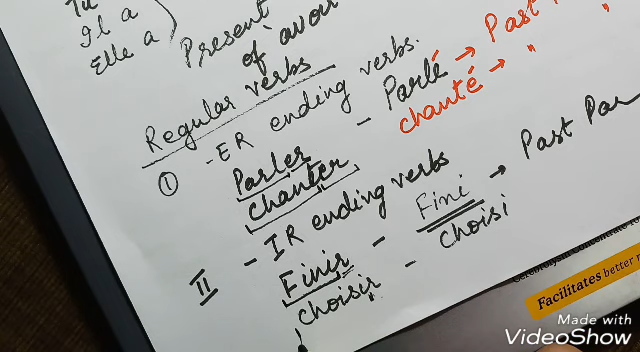 Tu
Il a
Elle a
Present
of avoir
Regular verbs
① -ER ending verbs.
Parler - Parlé → Past
chanter chanté → "
II - IR ending verbs
Finir - Fini → Past Par
choisir - choisi
Facilitates better
Made with
VideoShow